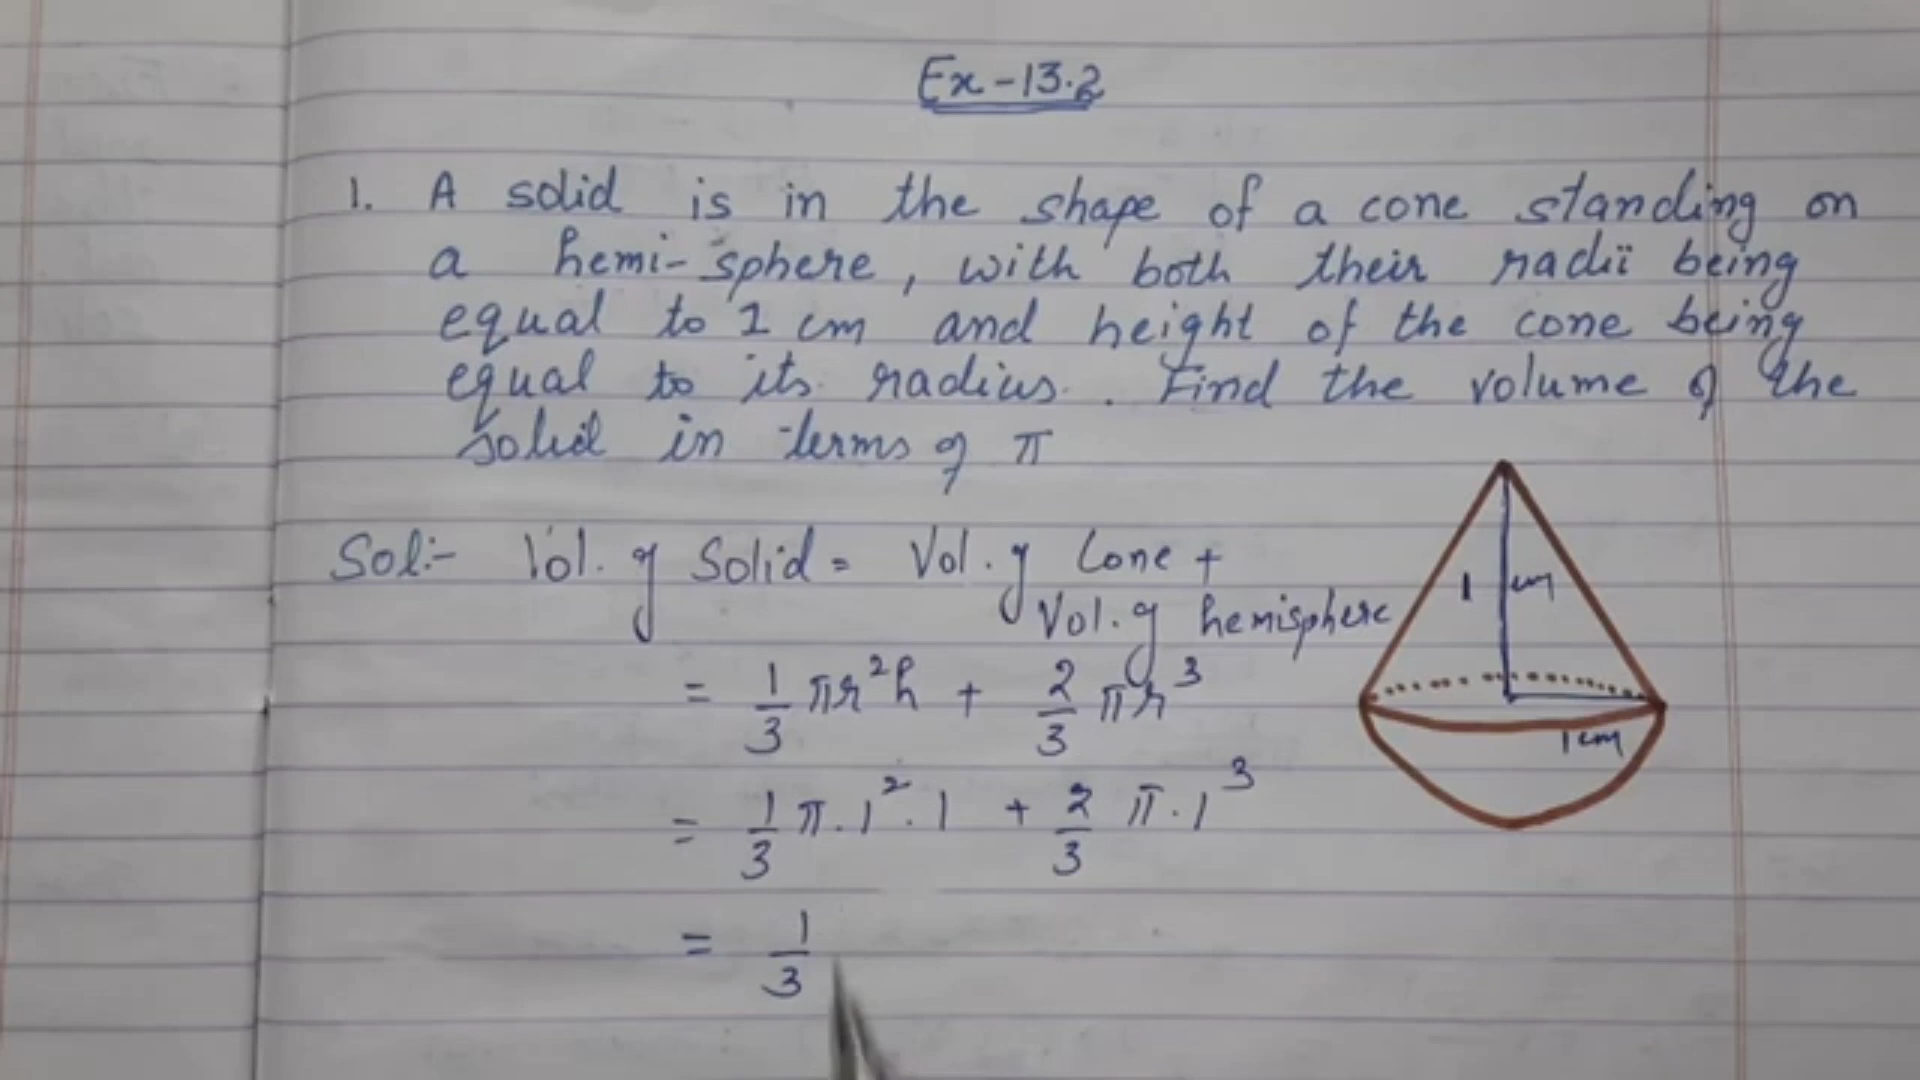 Ex-13.2
1. A solid is in the shape of a cone standing on
a hemi-sphere, with both their radii being
equal to 1 cm and height of the cone being
equal to its radius. Find the volume of the
solid in terms of π
Sol:- Vol. of Solid = Vol. of Cone +
Vol. of hemisphere
= 1/3 πr²h + 2/3 πr³
= 1/3 π.1².1 + 2/3 π.1³
= 1/3
1 cm
1cm